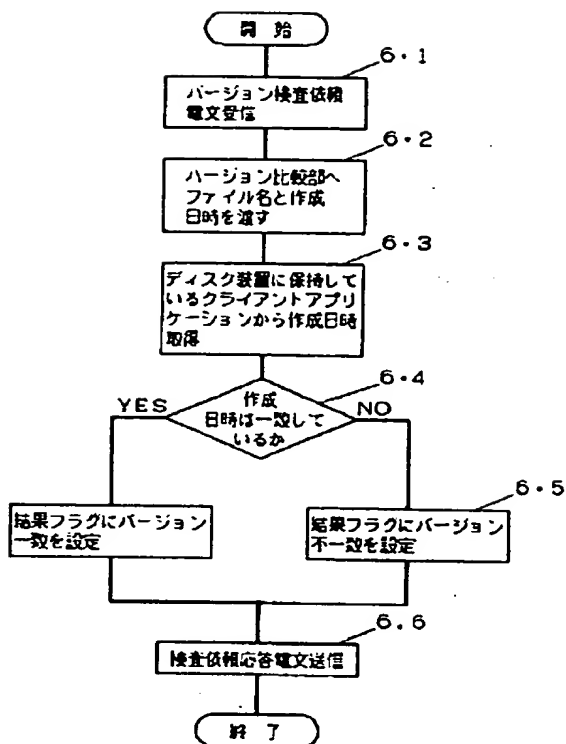 開 始
6・1
バージョン検査依頼
電文受信
6・2
バージョン比較部へ
ファイル名と作成
日時を渡す
6・3
ディスク装置に保持して
いるクライアントアプリ
ケーションから作成日時
取得
6・4
作成
YES
日時は一致して
NO
いるか
6・5
結果フラグにバージョン
一致を設定
結果フラグにバージョン
不一致を設定
6・6
検査依頼応答電文送信
終 了